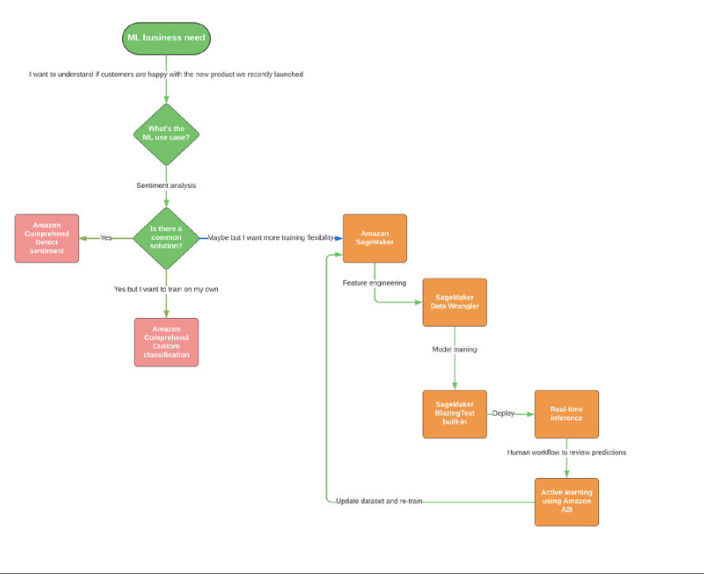 ML business need
I want to understand if customers are happy with the new product we recently launched
What's the
ML use case?
Sentiment analysis
Is there a
common
solution?
Yes
Amazon
Comprehend
Detect
sentiment
Maybe but I want more training flexibility
Amazon
SageMaker
Yes but I want to train on my own
Amazon
Comprehend
Custom
classification
Feature engineering
SageMaker
Data Wrangler
Model training
SageMaker
BlazingText
built-in
Deploy
Real-time
inference
Human workflow to review predictions
Active learning
using Amazon
A2I
Update dataset and re-train